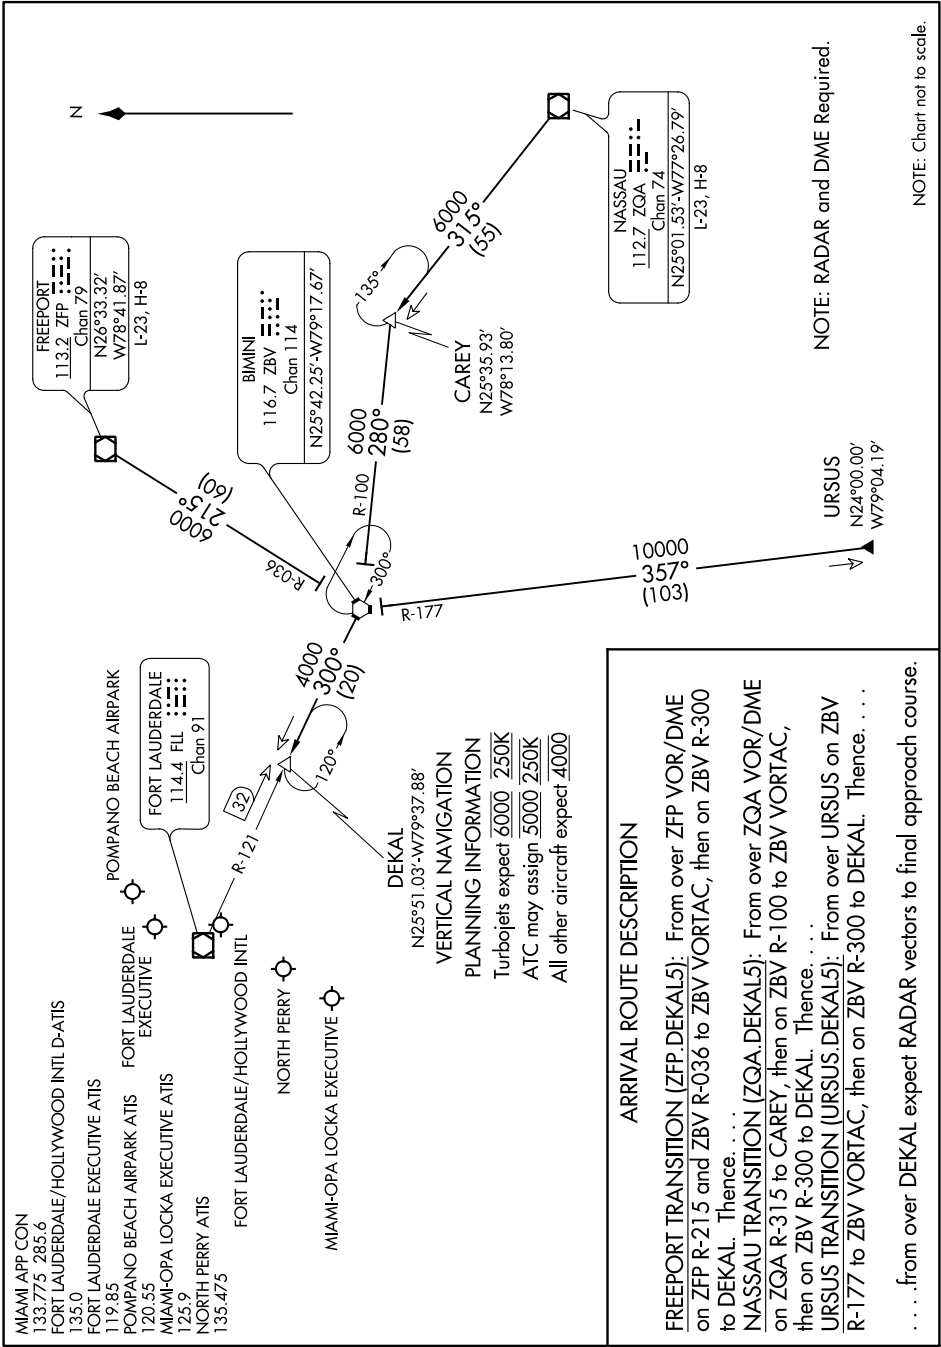 MIAMI APP CON
133.775 285.6
FORT LAUDERDALE/HOLLYWOOD INTL D-ATIS
135.0
FORT LAUDERDALE EXECUTIVE ATIS
119.85
POMPANO BEACH AIRPARK ATIS
120.55
MIAMI-OPA LOCKA EXECUTIVE ATIS
125.9
NORTH PERRY ATIS
135.475
POMPANO BEACH AIRPARK
FORT LAUDERDALE
EXECUTIVE
FORT LAUDERDALE/HOLLYWOOD INTL
NORTH PERRY
MIAMI-OPA LOCKA EXECUTIVE
FORT LAUDERDALE
114.4 FLL
Chan 91
R-121
32
120°
DEKAL
N25°51.03'-W79°37.88'
VERTICAL NAVIGATION
PLANNING INFORMATION
Turbojets expect 6000 250K
ATC may assign 5000 250K
All other aircraft expect 4000
4000
300°
(20)
FREEPORT
113.2 ZFP
Chan 79
N26°33.32'
W78°41.87'
L-23, H-8
6000
215°
(60)
R-036
BIMINI
116.7 ZBV
Chan 114
N25°42.25'-W79°17.67'
300°
R-100
6000
280°
(58)
R-177
10000
357°
(103)
URSUS
N24°00.00'
W79°04.19'
CAREY
N25°35.93'
W78°13.80'
135°
6000
315°
(55)
NASSAU
112.7 ZQA
Chan 74
N25°01.53'-W77°26.79'
L-23, H-8
N
NOTE: RADAR and DME Required.
NOTE: Chart not to scale.
ARRIVAL ROUTE DESCRIPTION
FREEPORT TRANSITION (ZFP.DEKAL5): From over ZFP VOR/DME
on ZFP R-215 and ZBV R-036 to ZBV VORTAC, then on ZBV R-300
to DEKAL. Thence. . . .
NASSAU TRANSITION (ZQA.DEKAL5): From over ZQA VOR/DME
on ZQA R-315 to CAREY, then on ZBV R-100 to ZBV VORTAC,
then on ZBV R-300 to DEKAL. Thence. . . .
URSUS TRANSITION (URSUS.DEKAL5): From over URSUS on ZBV
R-177 to ZBV VORTAC, then on ZBV R-300 to DEKAL. Thence. . . .
. . . .from over DEKAL expect RADAR vectors to final approach course.